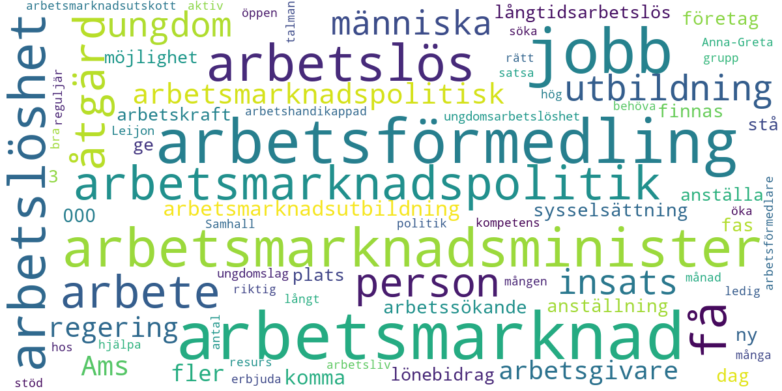 arbetsmarknadsutskott aktiv
öppen
talman
långtidsarbetslös
ungdom
människa
söka
jobb
företag
Anna-Greta
grupp
möjlighet
arbetslös
rätt
satsa
arbetslöshet
åtgärd
reguljär
bra
arbetsmarknadspolitisk
hög
utbildning
behöva
finnas
arbetskraft
arbetshandikappad
ungdomsarbetslöshet
stå
Leijon
ge
arbetsförmedling
3
arbetsmarknadspolitik
anställa
arbetsförmedlare
000
arbetsmarknadsutbildning
sysselsättning
öka
Samhall
politik
kompetens
fas
arbetsmarknadsminister
ungdomslag
plats
person
mången
insats
månad
ledig
riktig
arbete
långt
arbetssökande
anställning
regering
antal
arbetsmarknad
få
ny
hos
hjälpa
många
Ams
fler
resurs
erbjuda
komma
arbetsliv
lönebidrag
arbetsgivare
dag
stöd